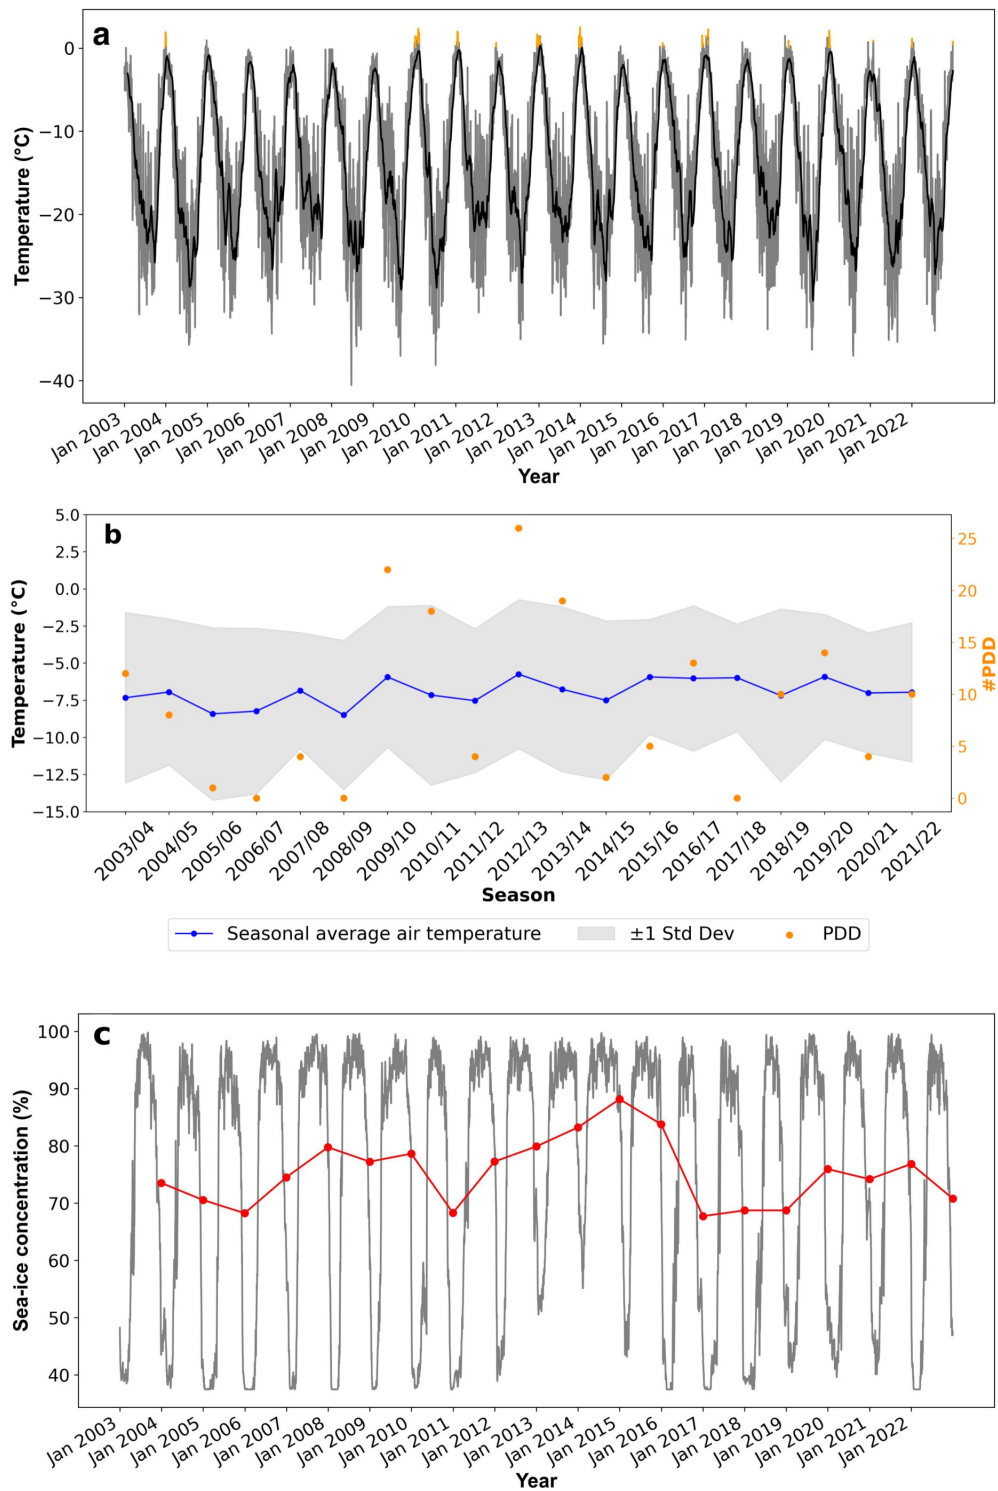 a
Temperature (°C)
0
−10
−20
−30
−40
Jan 2003
Jan 2004
Jan 2005
Jan 2006
Jan 2007
Jan 2008
Jan 2009
Jan 2010
Jan 2011
Jan 2012
Jan 2013
Jan 2014
Jan 2015
Jan 2016
Jan 2017
Jan 2018
Jan 2019
Jan 2020
Jan 2021
Jan 2022
Year
b
Temperature (°C)
5.0
2.5
0.0
−2.5
−5.0
−7.5
−10.0
−12.5
−15.0
25
20
15
10
5
0
#PDD
2003/04
2004/05
2005/06
2006/07
2007/08
2008/09
2009/10
2010/11
2011/12
2012/13
2013/14
2014/15
2015/16
2016/17
2017/18
2018/19
2019/20
2020/21
2021/22
Season
Seasonal average air temperature
±1 Std Dev
PDD
c
Sea-ice concentration (%)
100
90
80
70
60
50
40
Jan 2003
Jan 2004
Jan 2005
Jan 2006
Jan 2007
Jan 2008
Jan 2009
Jan 2010
Jan 2011
Jan 2012
Jan 2013
Jan 2014
Jan 2015
Jan 2016
Jan 2017
Jan 2018
Jan 2019
Jan 2020
Jan 2021
Jan 2022
Year